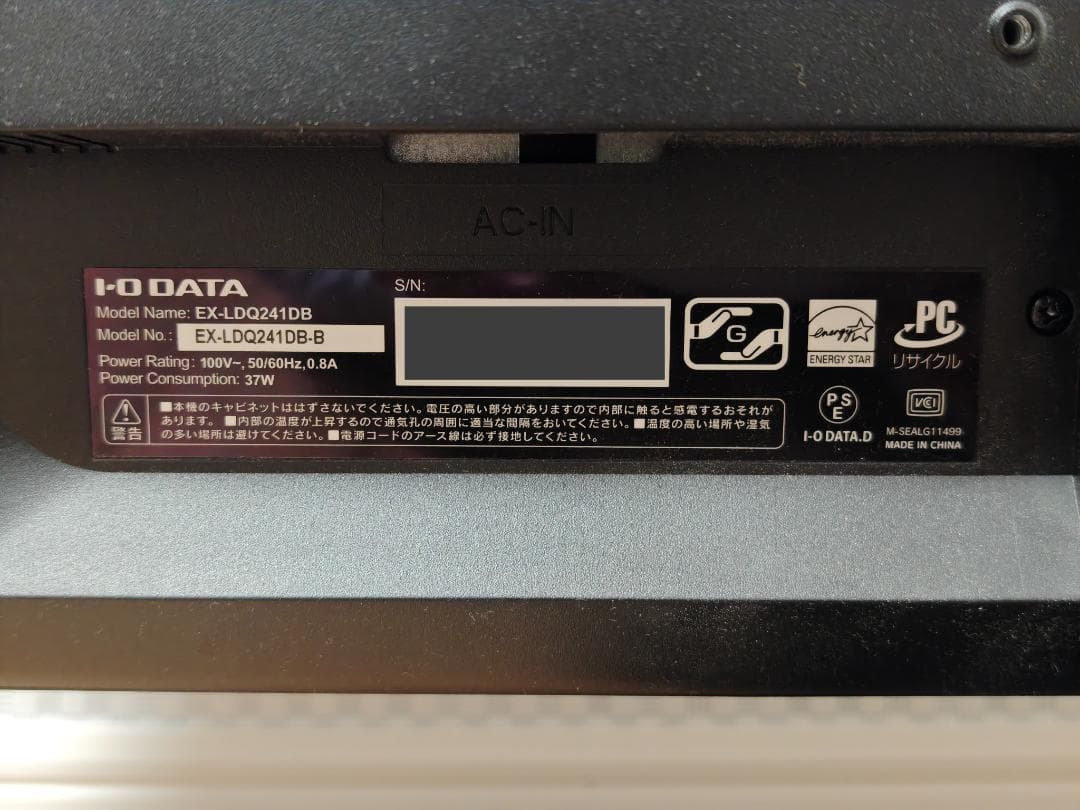 AC-IN
I-O DATA
S/N:
Model Name: EX-LDQ241DB
Model No.: EX-LDQ241DB-B
Power Rating: 100V~, 50/60Hz, 0.8A
Power Consumption: 37W
G
energy
ENERGY STAR
PC
リサイクル
警告
■本機のキャビネットははずさないでください。電圧の高い部分がありますので内部に触ると感電するおそれが
あります。 ■内部の温度が上昇するので通気孔の周囲に適当な間隔をおいてください。■温度の高い場所や湿気
の多い場所は避けてください。■電源コードのアース線は必ず接地してください。
PS
E
I-O DATA.D
VCI
M-SEALG11499
MADE IN CHINA